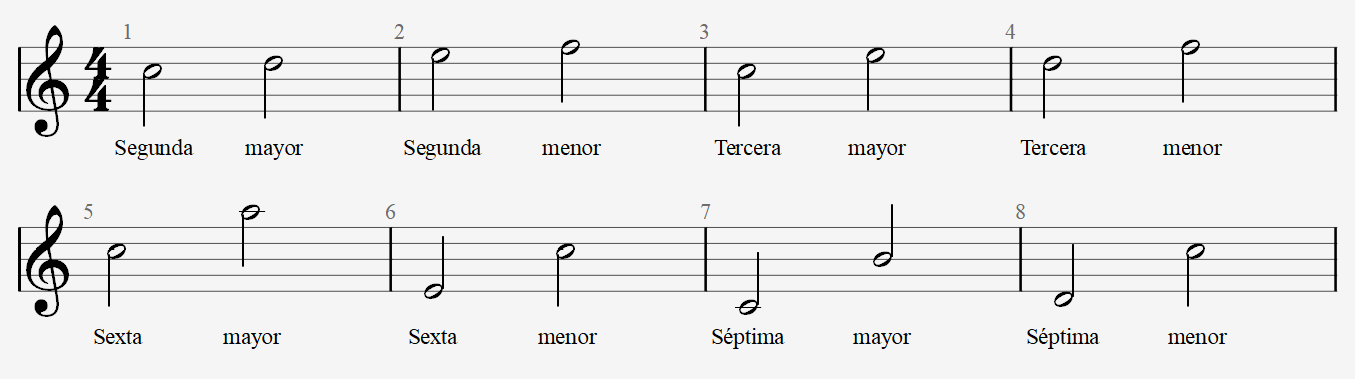 1 2 3 4
4
4
Segunda mayor Segunda menor Tercera mayor Tercera menor
5 6 7 8
Sexta mayor Sexta menor Séptima mayor Séptima menor